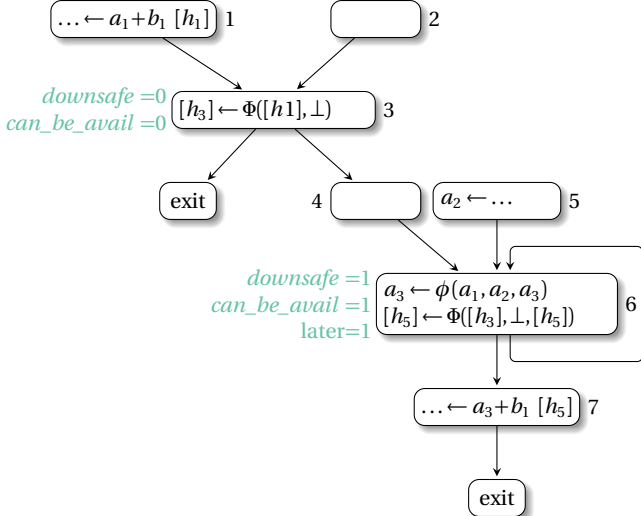 … ← a₁+b₁ [h₁] 1
2
downsafe =0
can_be_avail =0
[h₃] ← Φ([h1],⊥) 3
exit
4
a₂ ← … 5
downsafe =1
can_be_avail =1
later=1
a₃ ← ϕ(a₁,a₂,a₃)
[h₅] ← Φ([h₃],⊥,[h₅])
6
… ← a₃+b₁ [h₅] 7
exit